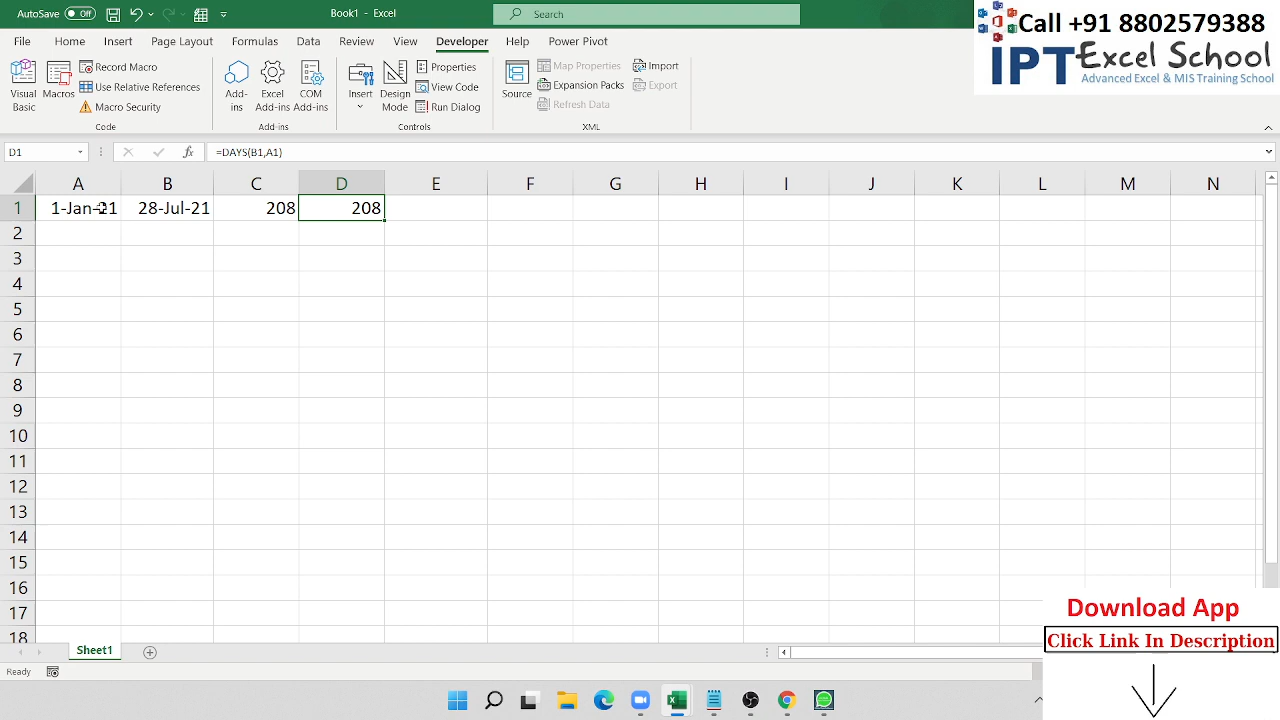 AutoSave Off Book1 - Excel Search
Call +91 8802579388
IPT Excel School
Advanced Excel & MIS Training School
File Home Insert Page Layout Formulas Data Review View Developer Help Power Pivot
Visual Basic
Macros
Record Macro
Use Relative References
Macro Security
Code
Add-ins
Excel Add-ins
COM Add-ins
Add-ins
Insert
Design Mode
Properties
View Code
Run Dialog
Controls
Source
Map Properties
Expansion Packs
Refresh Data
Import
Export
XML
D1 fx =DAYS(B1,A1)
A B C D E F G H I J K L M N
1 1-Jan-21 28-Jul-21 208 208
2
3
4
5
6
7
8
9
10
11
12
13
14
15
16
17
18
Download App
Click Link In Description
Sheet1
Ready